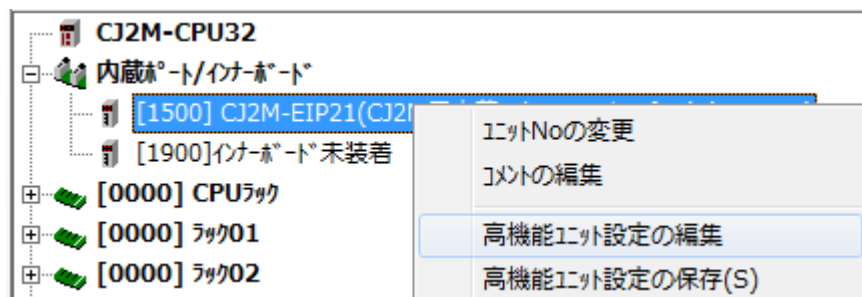 CJ2M-CPU32
内蔵ﾎﾟｰﾄ/ｲﾝﾅｰﾎﾞｰﾄﾞ
[1500] CJ2M-EIP21(CJ2M
[1900]ｲﾝﾅｰﾎﾞｰﾄﾞ未装着
[0000] CPUﾗｯｸ
[0000] ﾗｯｸ01
[0000] ﾗｯｸ02
ﾕﾆｯﾄNoの変更
ｺﾒﾝﾄの編集
高機能ﾕﾆｯﾄ設定の編集
高機能ﾕﾆｯﾄ設定の保存(S)